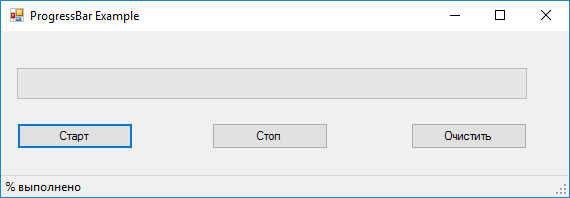 ProgressBar Example
Старт Стоп Очистить
% выполнено